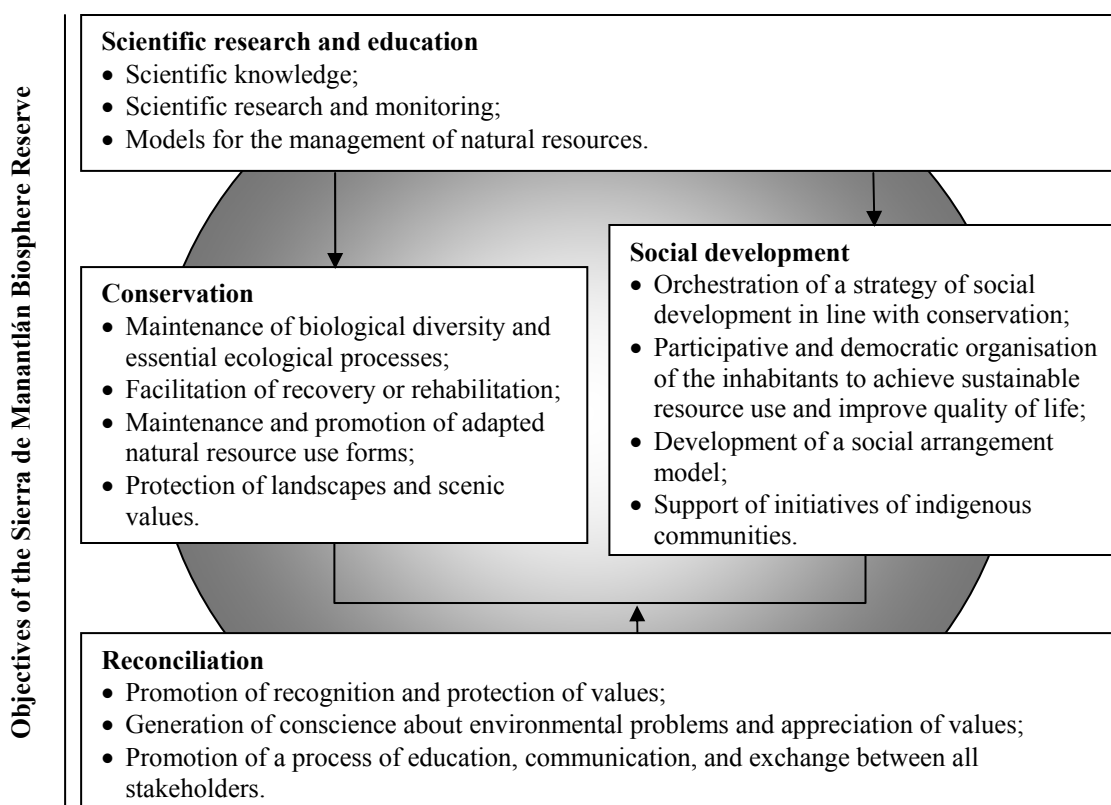 Objectives of the Sierra de Manantlán Biosphere Reserve
Scientific research and education
• Scientific knowledge;
• Scientific research and monitoring;
• Models for the management of natural resources.
Conservation
• Maintenance of biological diversity and
essential ecological processes;
• Facilitation of recovery or rehabilitation;
• Maintenance and promotion of adapted
natural resource use forms;
• Protection of landscapes and scenic
values.
Social development
• Orchestration of a strategy of social
development in line with conservation;
• Participative and democratic organisation
of the inhabitants to achieve sustainable
resource use and improve quality of life;
• Development of a social arrangement
model;
• Support of initiatives of indigenous
communities.
Reconciliation
• Promotion of recognition and protection of values;
• Generation of conscience about environmental problems and appreciation of values;
• Promotion of a process of education, communication, and exchange between all
stakeholders.